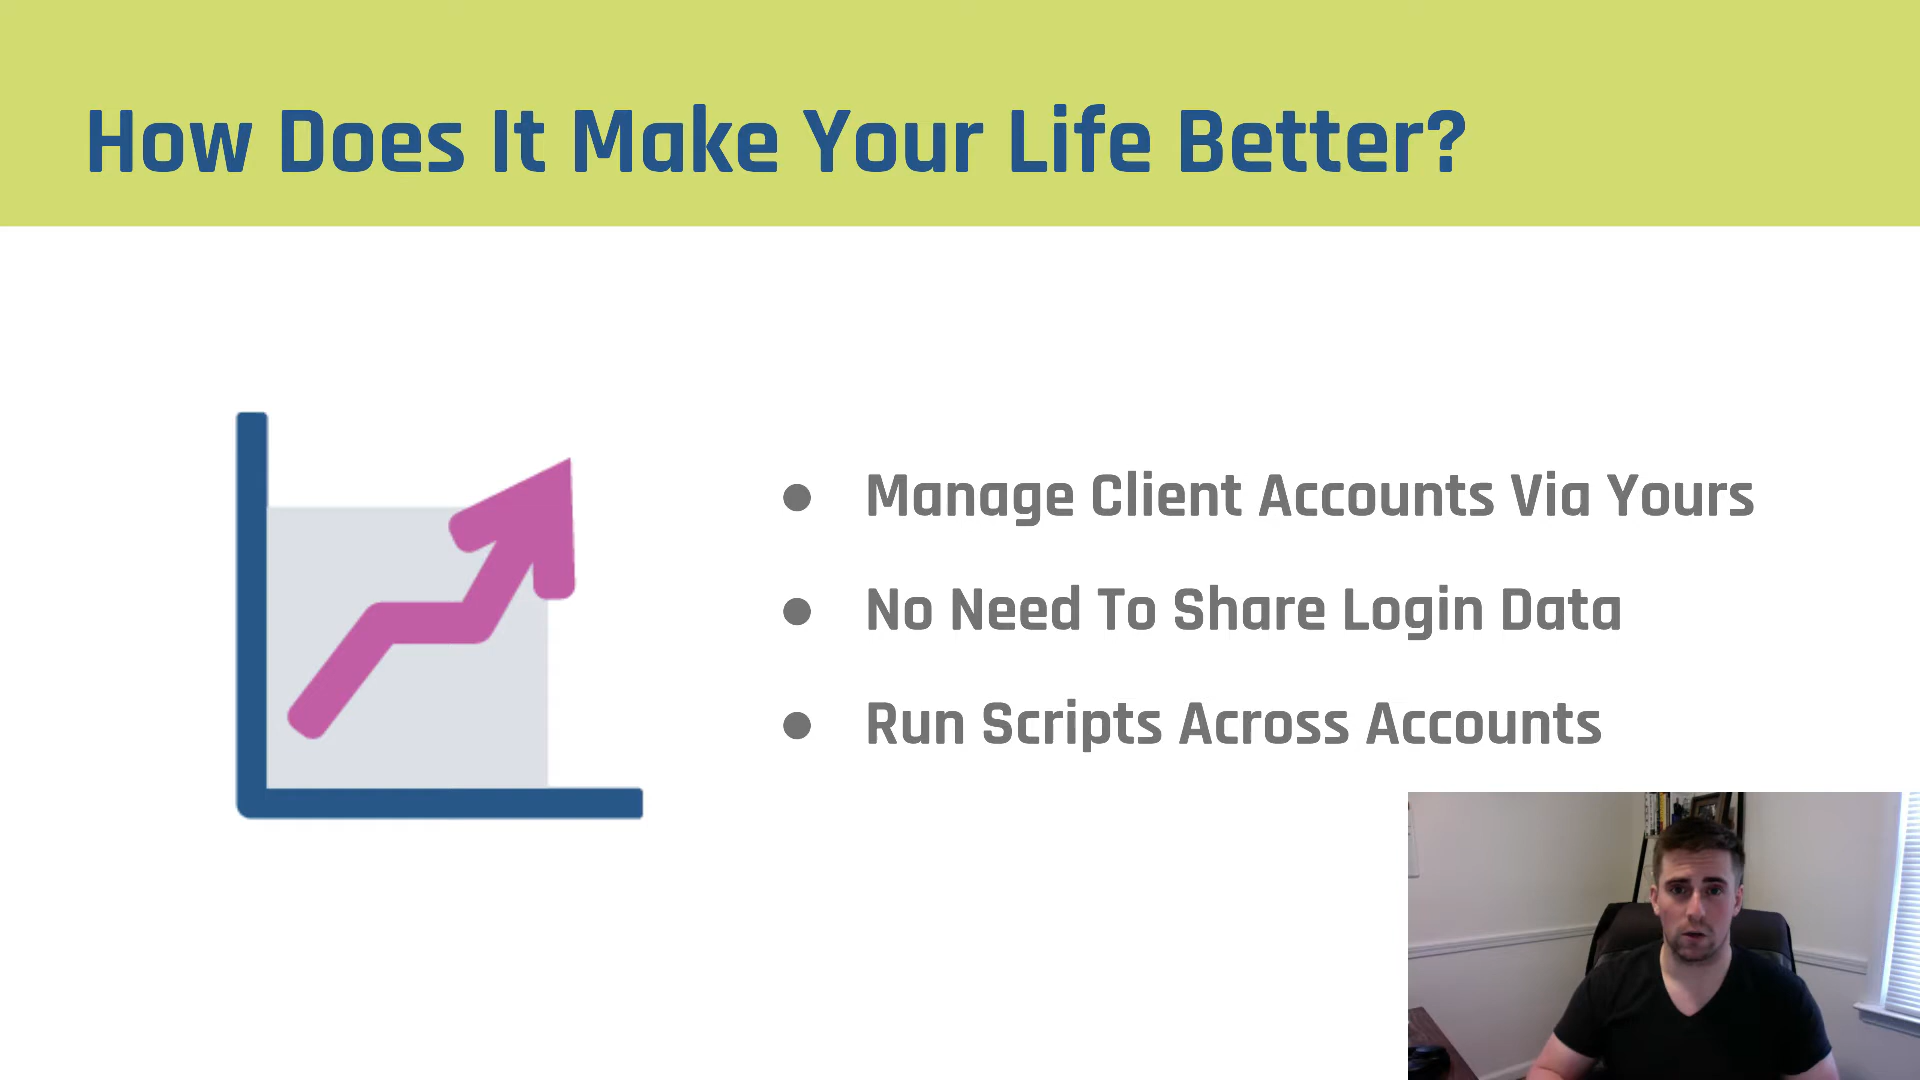 How Does It Make Your Life Better?
● Manage Client Accounts Via Yours
● No Need To Share Login Data
● Run Scripts Across Accounts